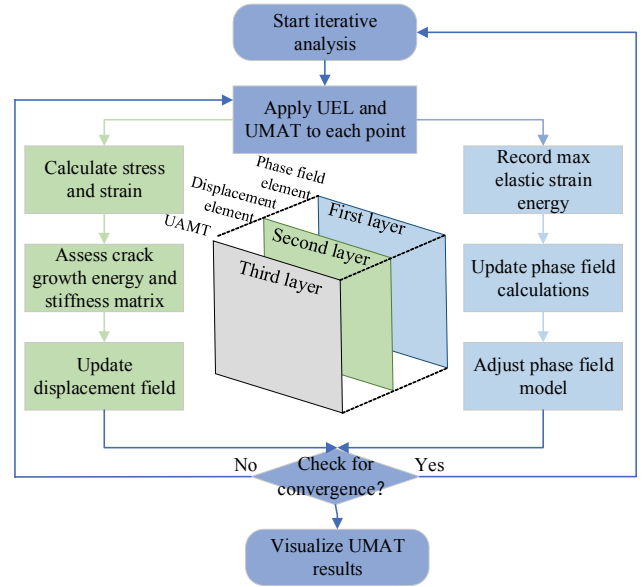 Start iterative
analysis
Apply UEL and
UMAT to each point
Calculate stress
and strain
Assess crack
growth energy and
stiffness matrix
Update
displacement field
Phase field
element
Displacement
element
UAMT
First layer
Second layer
Third layer
Record max
elastic strain
energy
Update phase field
calculations
Adjust phase field
model
No
Check for
convergence?
Yes
Visualize UMAT
results